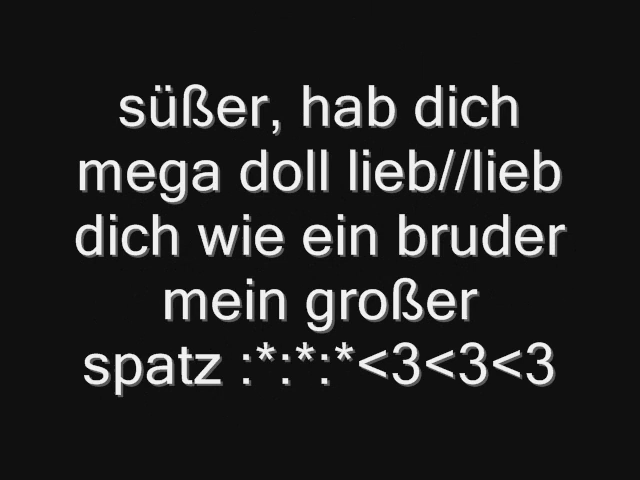 süßer, hab dich
mega doll lieb//lieb
dich wie ein bruder
mein großer
spatz :*:*:*<3<3<3